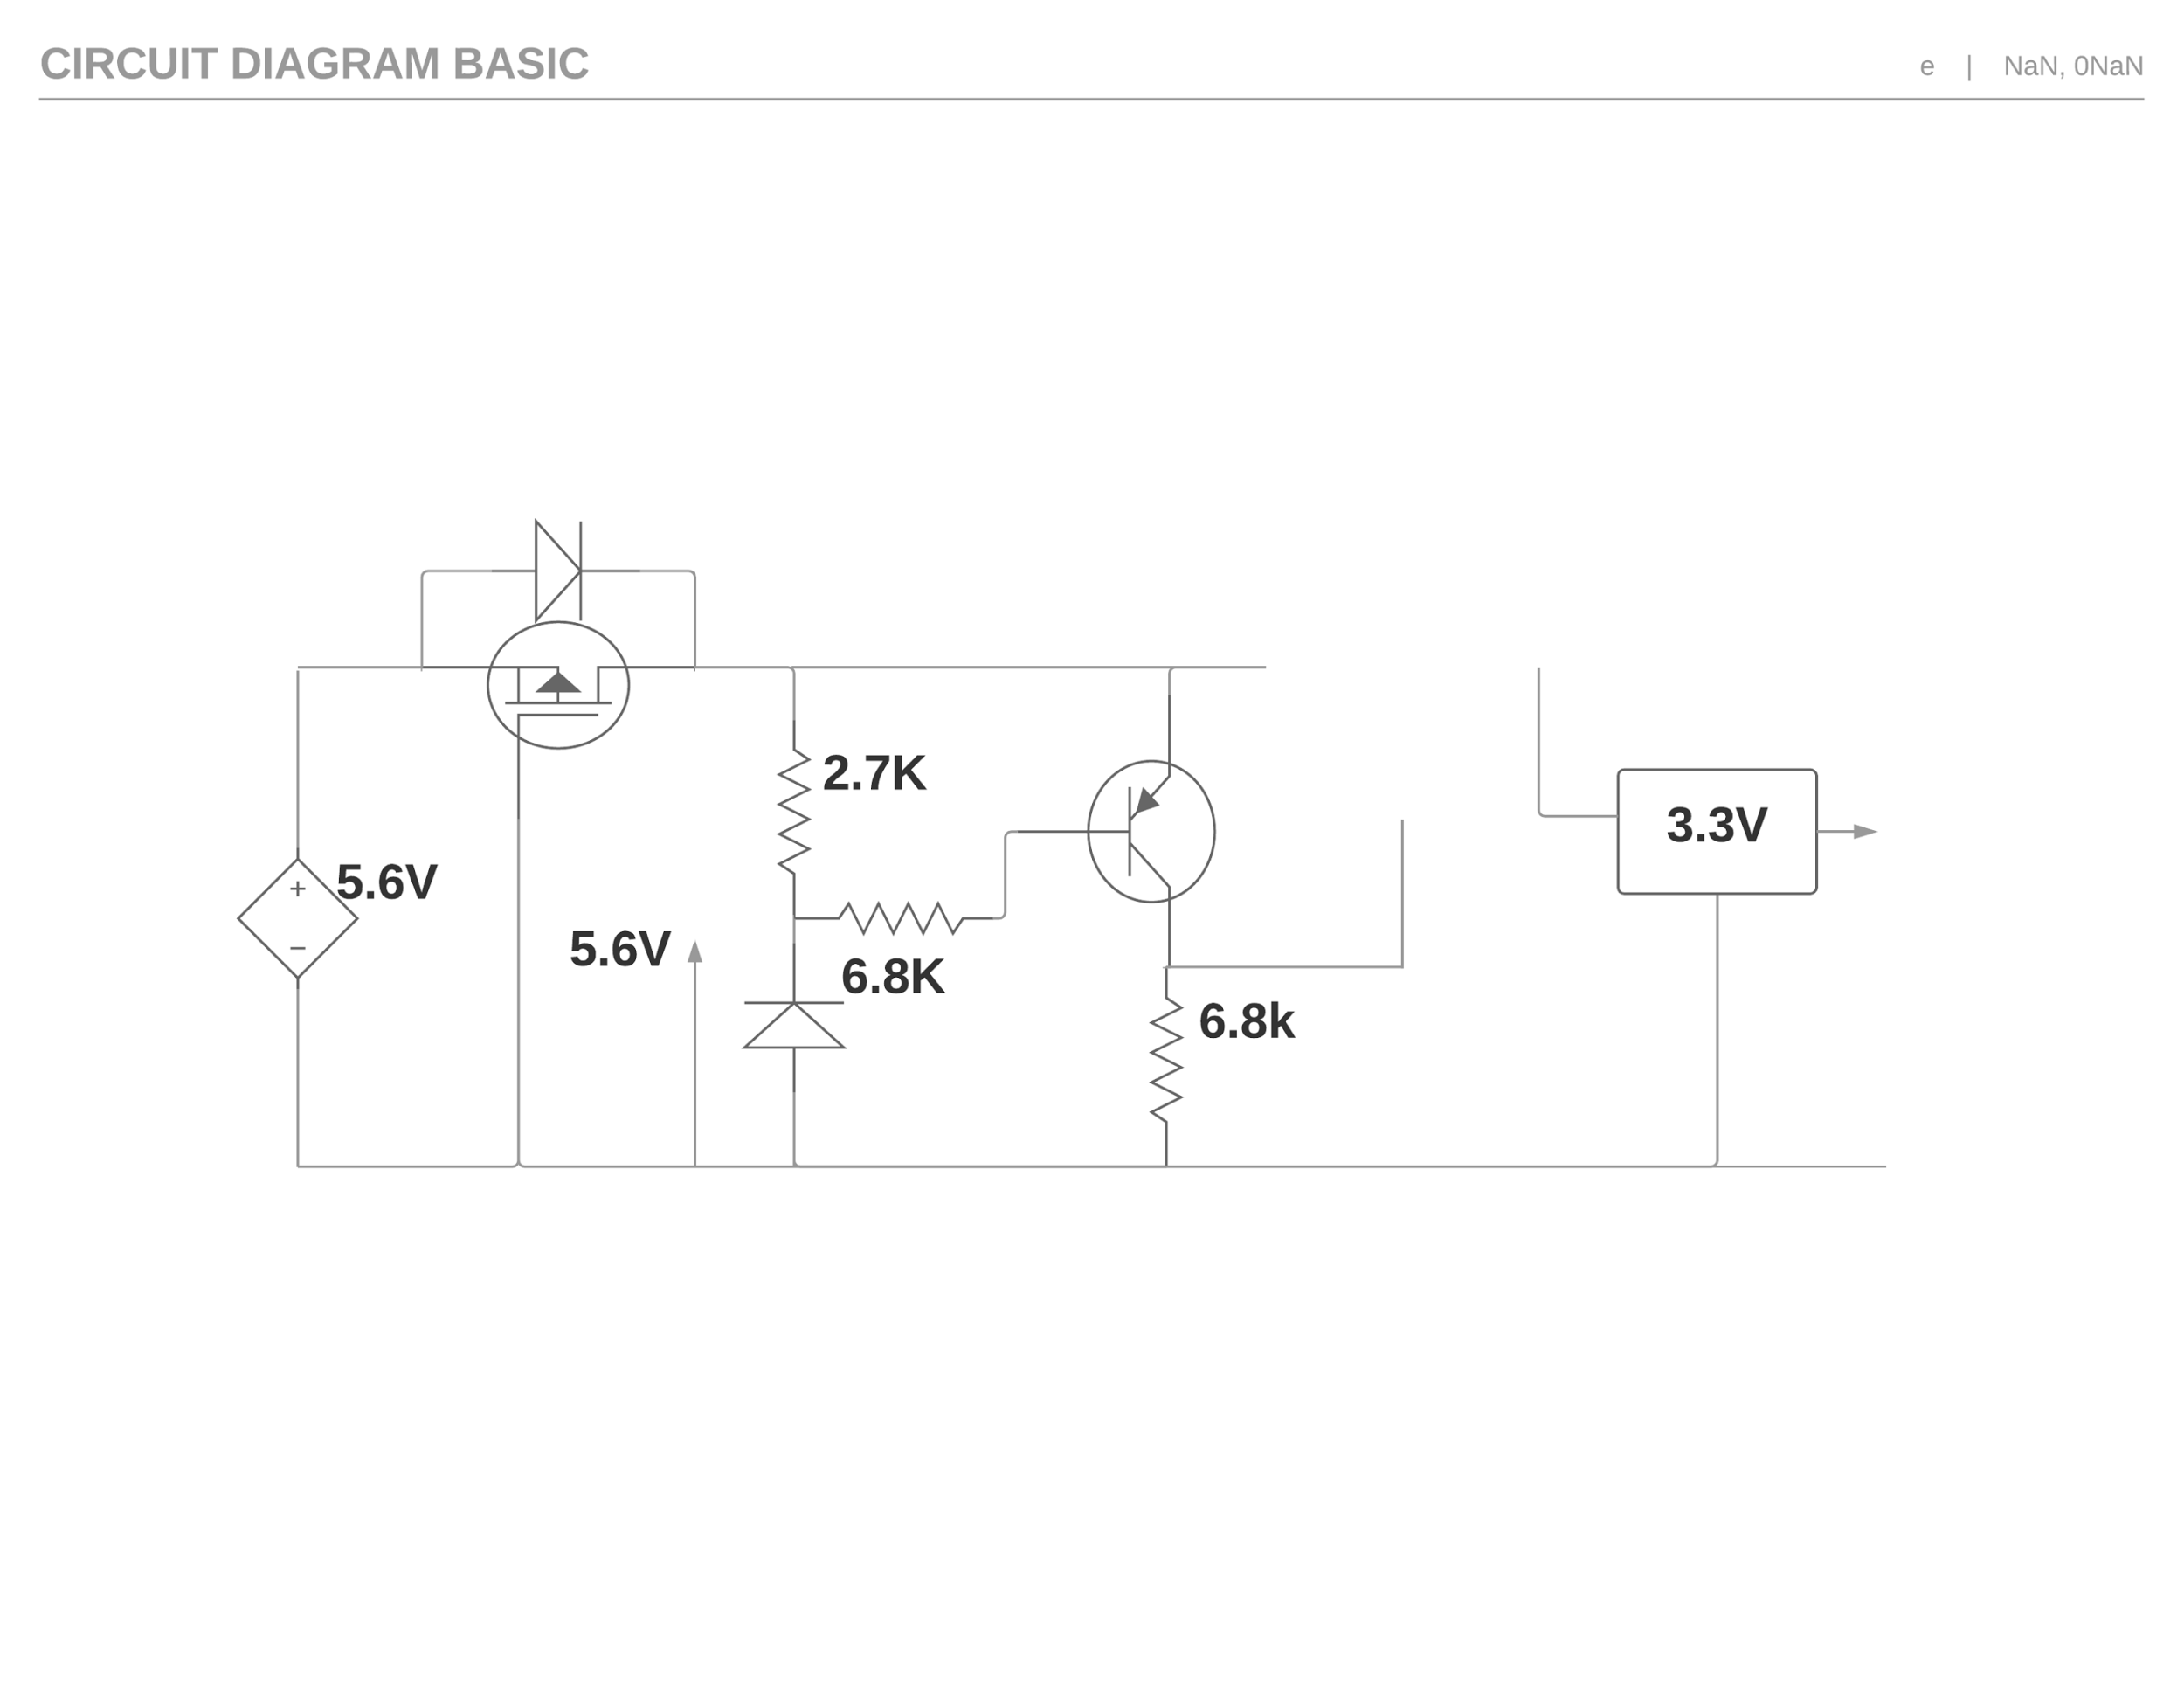 CIRCUIT DIAGRAM BASIC
e | NaN, 0NaN
2.7K
3.3V
5.6V
5.6V
6.8K
6.8k
+
−